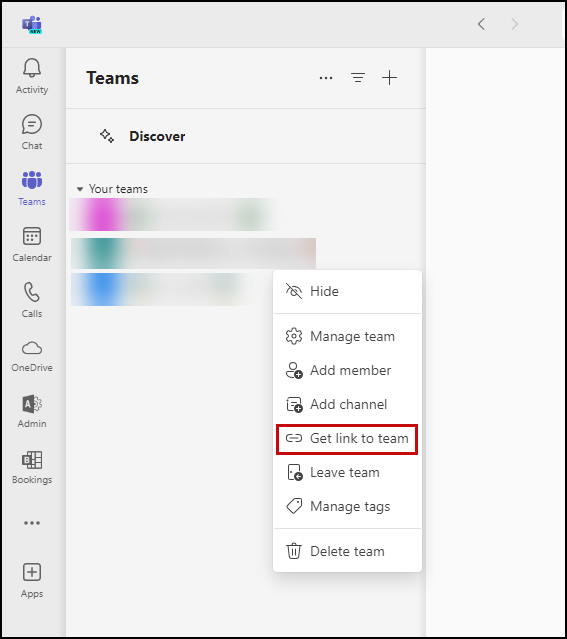 NEW
Activity
Chat
Teams
Calendar
Calls
OneDrive
Admin
Bookings
Apps
Teams
Discover
Your teams
Hide
Manage team
Add member
Add channel
Get link to team
Leave team
Manage tags
Delete team